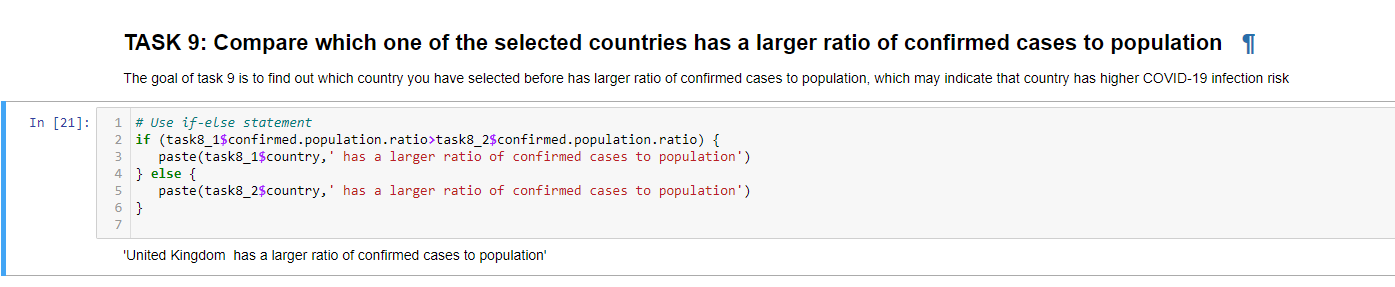 TASK 9: Compare which one of the selected countries has a larger ratio of confirmed cases to population ¶
The goal of task 9 is to find out which country you have selected before has larger ratio of confirmed cases to population, which may indicate that country has higher COVID-19 infection risk
In [21]:
1 # Use if-else statement
2 if (task8_1$confirmed.population.ratio>task8_2$confirmed.population.ratio) {
3    paste(task8_1$country,' has a larger ratio of confirmed cases to population')
4 } else {
5    paste(task8_2$country,' has a larger ratio of confirmed cases to population')
6 }
7
'United Kingdom  has a larger ratio of confirmed cases to population'